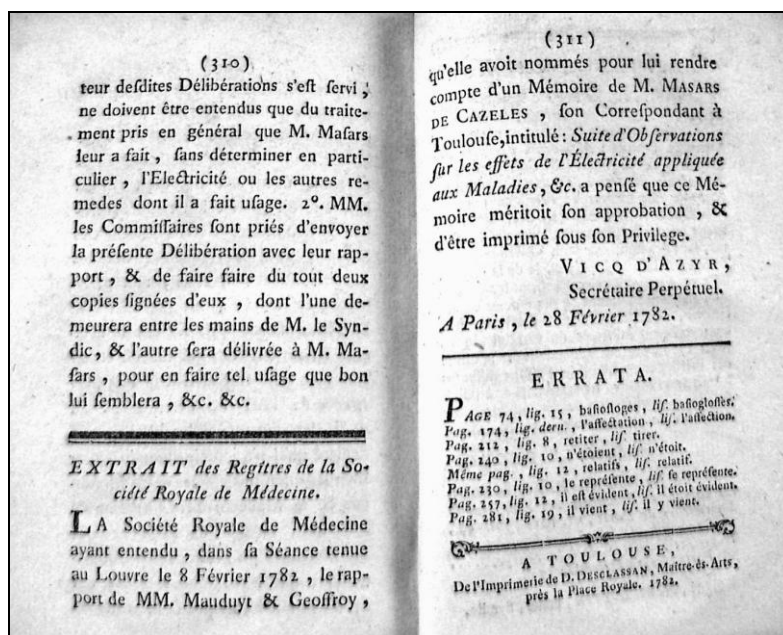 (310)
teur desdites Délibérations s'est servi,
ne doivent être entendus que du traite-
ment pris en général que M. Masars
leur a fait, sans déterminer en parti-
culier, l'Electricité ou les autres re-
medes dont il a fait usage. 2°. MM.
les Commissaires sont priés d'envoyer
la présente Délibération avec leur rap-
port, & de faire faire du tout deux
copies signées d'eux, dont l'une de-
meurera entre les mains de M. le Syn-
dic, & l'autre sera délivrée à M. Ma-
sars, pour en faire tel usage que bon
lui semblera, &c. &c.
EXTRAIT des Regîtres de la So-
ciété Royale de Médecine.
LA Société Royale de Médecine
ayant entendu, dans sa Séance tenue
au Louvre le 8 Février 1782, le rap-
port de MM. Mauduyt & Geoffroy,
(311)
qu'elle avoit nommés pour lui rendre
compte d'un Mémoire de M. MASARS
DE CAZELES, son Correspondant à
Toulouse, intitulé: Suite d'Observations
sur les effets de l'Électricité appliquée
aux Maladies, &c. a pensé que ce Mé-
moire méritoit son approbation, &
d'être imprimé sous son Privilege.
VICQ D'AZYR,
Secrétaire Perpétuel.
A Paris, le 28 Février 1782.
ERRATA.
PAGE 74, lig. 15, basiostoges, lis. basioglosses.
Pag. 174, lig. dern., l'affectation, lis. l'affection.
Pag. 212, lig. 8, retiter, lis. tirer.
Pag. 240, lig. 10, n'étoient, lis. n'étoit.
Même pag., lig. 12, relatifs, lis. relatif.
Pag. 230, lig. 10, le représente, lis. se représente.
Pag. 257, lig. 12, il est évident, lis. il étoit évident.
Pag. 281, lig. 19, il vient, lis. il y vient.
A TOULOUSE,
De l'Imprimerie de D. DESCLASSAN, Maître-ès-Arts,
près la Place Royale. 1782.